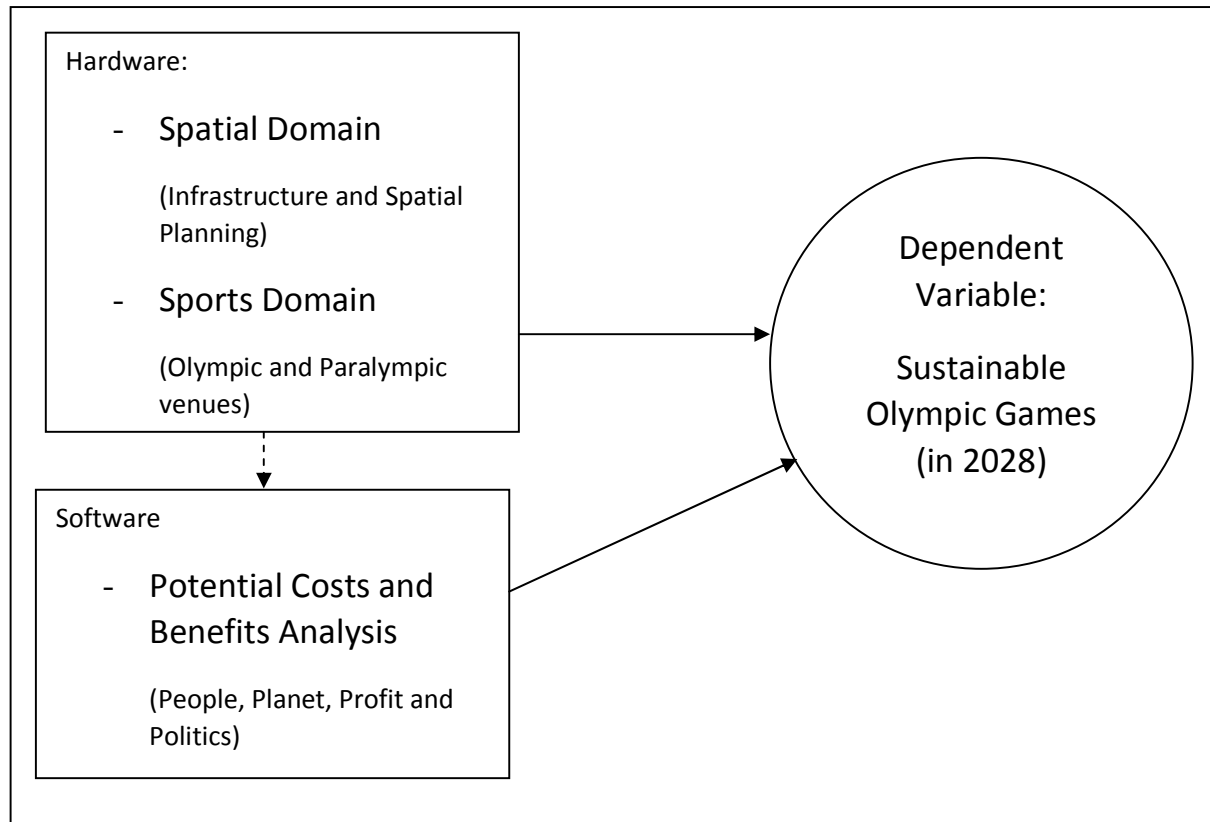 Hardware:
- Spatial Domain
(Infrastructure and Spatial
Planning)
- Sports Domain
(Olympic and Paralympic
venues)
Software
- Potential Costs and
Benefits Analysis
(People, Planet, Profit and
Politics)
Dependent
Variable:
Sustainable
Olympic Games
(in 2028)